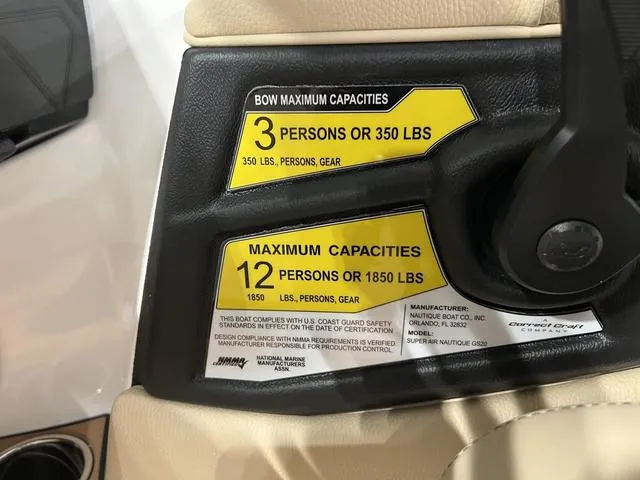 BOW MAXIMUM CAPACITIES
3 PERSONS OR 350 LBS
350 LBS., PERSONS, GEAR
MAXIMUM CAPACITIES
12 PERSONS OR 1850 LBS
1850 LBS., PERSONS, GEAR
THIS BOAT COMPLIES WITH U.S. COAST GUARD SAFETY
STANDARDS IN EFFECT ON THE DATE OF CERTIFICATION
DESIGN COMPLIANCE WITH NMMA REQUIREMENTS IS VERIFIED.
MANUFACTURER RESPONSIBLE FOR PRODUCTION CONTROL.
NMMA
CERTIFIED
NATIONAL MARINE
MANUFACTURERS
ASSN.
MANUFACTURER:
NAUTIQUE BOAT CO., INC.
ORLANDO, FL 32832
MODEL:
SUPER AIR NAUTIQUE GS20
A
Correct Craft
COMPANY